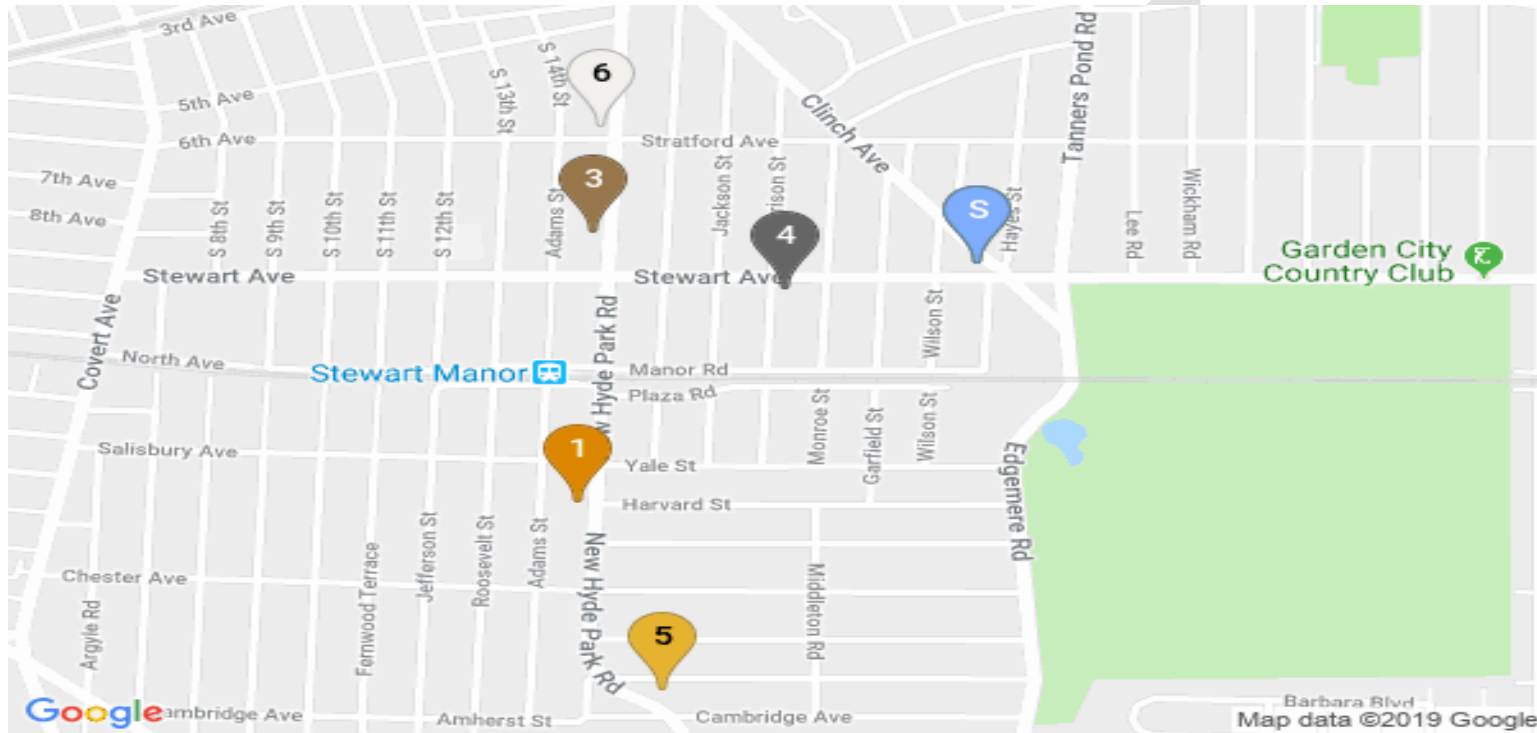 3rd Ave
S 14th St
6
S 13th St
5th Ave
Clinch Ave
Tanners Pond Rd
6th Ave
Stratford Ave
7th Ave
3
8th Ave
S 8th St
S 9th St
S 10th St
S 11th St
S 12th St
Adams St
Jackson St
rison St
4
S
Hayes St
Lee Rd
Wickham Rd
Garden City
Country Club
Stewart Ave
Stewart Ave
Covert Ave
North Ave
Stewart Manor
w Hyde Park Rd
Manor Rd
Plaza Rd
Wilson St
Monroe St
Garfield St
Wilson St
Salisbury Ave
1
Yale St
Harvard St
Edgemere Rd
Chester Ave
Argyle Rd
Fernwood Terrace
Jefferson St
Roosevelt St
Adams St
New Hyde Park Rd
Middleton Rd
5
Google
ambridge Ave
Amherst St
Cambridge Ave
Barbara Blvd
Map data ©2019 Google